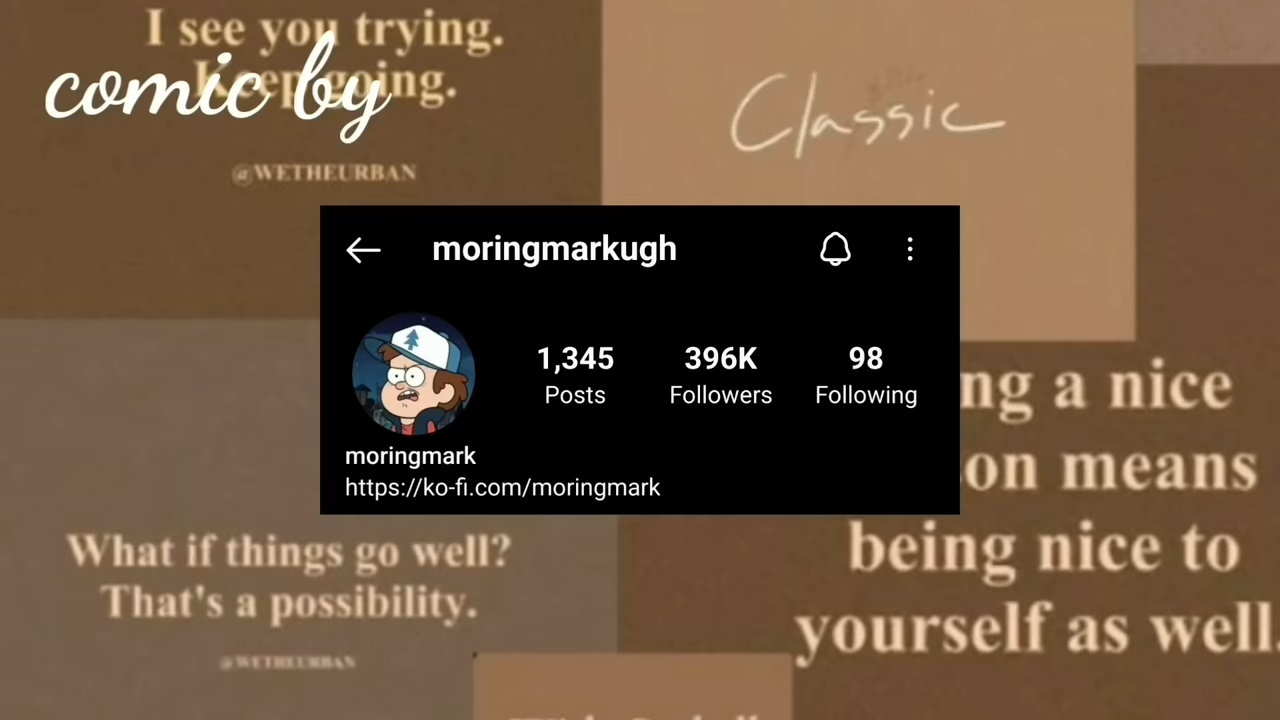 I see you trying.
Keep going.
comic by
@WETHEURBAN
Classic
moringmarkugh
1,345
396K
98
Posts
Followers
Following
moringmark
https://ko-fi.com/moringmark
ng a nice
on means
being nice to
yourself as well.
What if things go well?
That's a possibility.
@WETHEURBAN